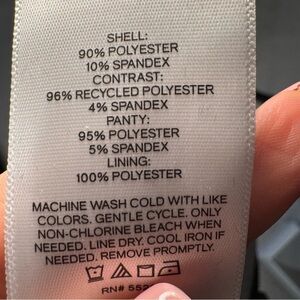 SHELL:
90% POLYESTER
10% SPANDEX
CONTRAST:
96% RECYCLED POLYESTER
4% SPANDEX
PANTY:
95% POLYESTER
5% SPANDEX
LINING:
100% POLYESTER
MACHINE WASH COLD WITH LIKE
COLORS. GENTLE CYCLE. ONLY
NON-CHLORINE BLEACH WHEN
NEEDED. LINE DRY. COOL IRON IF
NEEDED. REMOVE PROMPTLY.
RN#